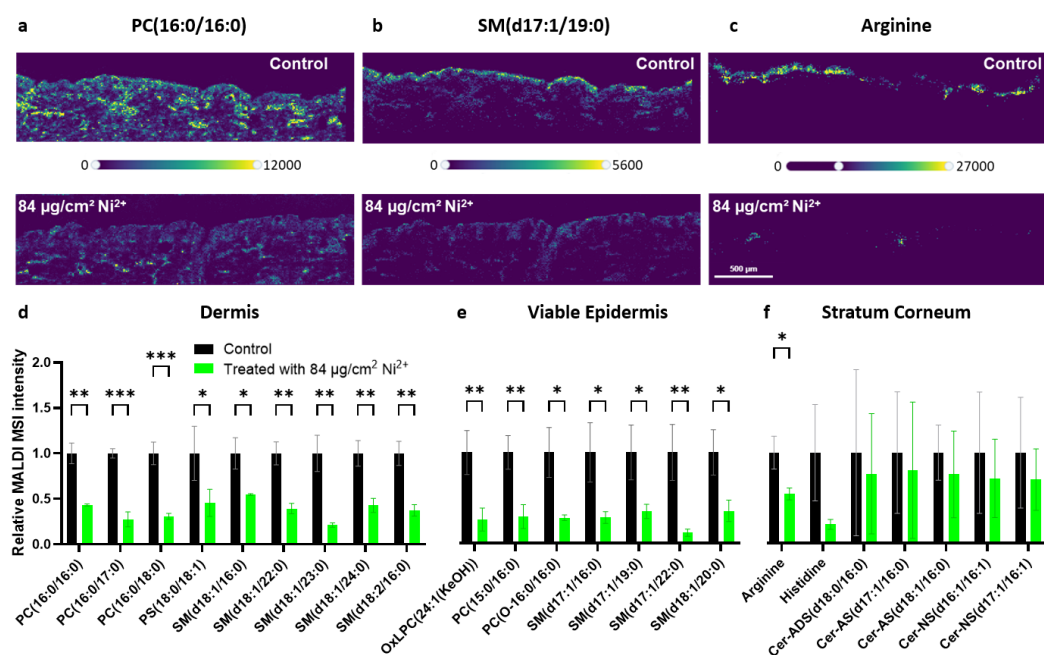 a PC(16:0/16:0)
b SM(d17:1/19:0)
c Arginine
Control
Control
Control
0 12000
0 5600
0 27000
84 µg/cm² Ni²⁺
84 µg/cm² Ni²⁺
84 µg/cm² Ni²⁺
500 µm
d Dermis
e Viable Epidermis
f Stratum Corneum
Control
Treated with 84 µg/cm² Ni²⁺
Relative MALDI MSI intensity
2.0
1.5
1.0
0.5
0.0
** *** *** * * ** ** ** **
** ** * * * ** *
*
PC(16:0/16:0)
PC(16:0/17:0)
PC(16:0/18:0)
PS(18:0/18:1)
SM(d18:1/16:0)
SM(d18:1/22:0)
SM(d18:1/23:0)
SM(d18:1/24:0)
SM(d18:2/16:0)
OxLPC(24:1(KeOH))
PC(15:0/16:0)
PC(O-16:0/16:0)
SM(d17:1/16:0)
SM(d17:1/19:0)
SM(d17:1/22:0)
SM(d18:1/20:0)
Arginine
Histidine
Cer-ADS(d18:0/16:0)
Cer-AS(d17:1/16:0)
Cer-AS(d18:1/16:0)
Cer-NS(d16:1/16:1)
Cer-NS(d17:1/16:1)